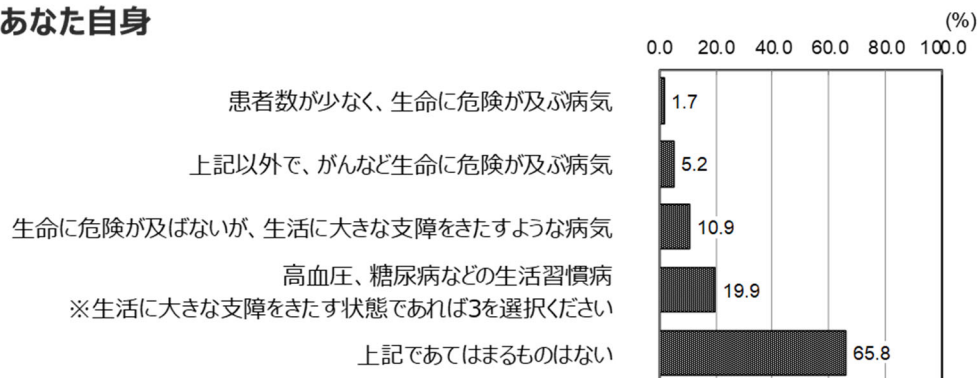 あなた自身
(%)
0.0 20.0 40.0 60.0 80.0 100.0
患者数が少なく、生命に危険が及ぶ病気 1.7
上記以外で、がんなど生命に危険が及ぶ病気 5.2
生命に危険が及ばないが、生活に大きな支障をきたすような病気 10.9
高血圧、糖尿病などの生活習慣病
※生活に大きな支障をきたす状態であれば3を選択ください 19.9
上記であてはまるものはない 65.8